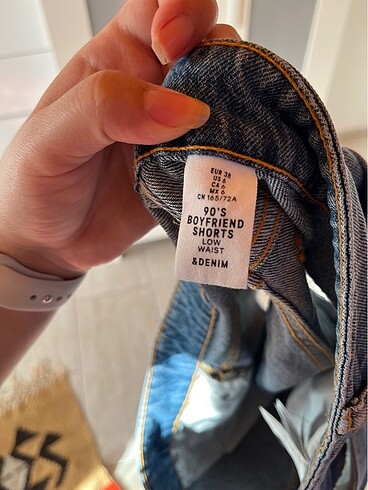 EUR 38
US 6
CA 6
MX 6
CN 165/72A
90'S
BOYFRIEND
SHORTS
LOW
WAIST
&DENIM